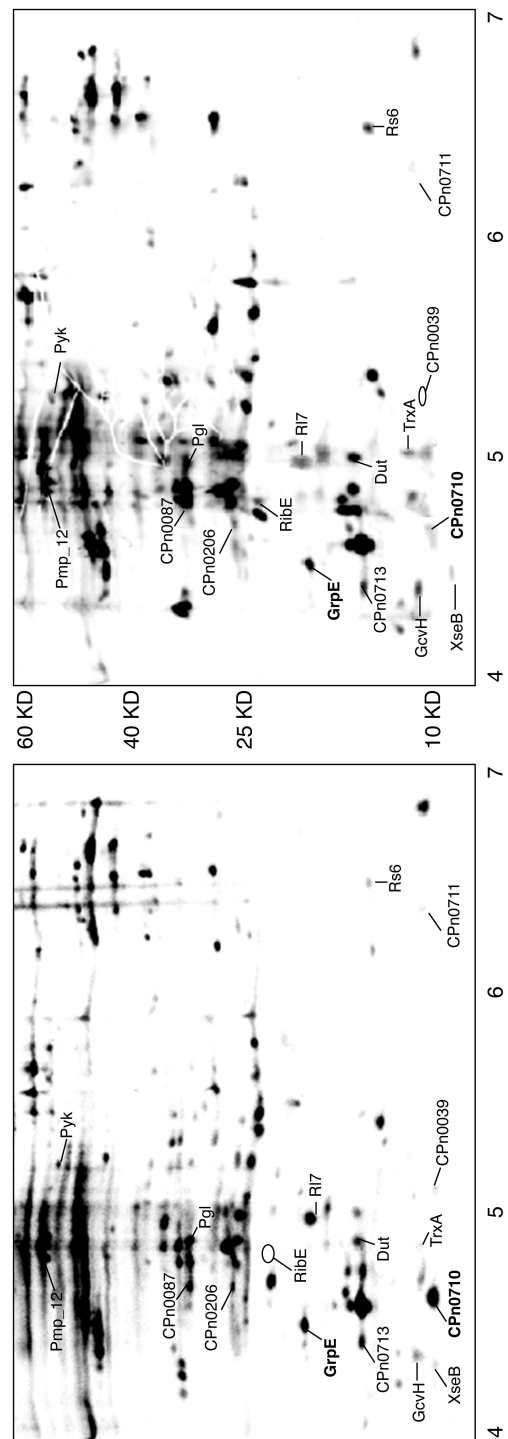 Pyk
Pmp_12
Pgl
CPn0087
CPn0206
RibE
Rl7
GrpE
CPn0713
Dut
Rs6
GcvH
TrxA
CPn0039
CPn0711
XseB
CPn0710
4
5
6
7
60 KD
40 KD
25 KD
10 KD
Pyk
Pmp_12
Pgl
CPn0087
CPn0206
RibE
Rl7
GrpE
CPn0713
Dut
Rs6
GcvH
TrxA
CPn0039
CPn0711
XseB
CPn0710
4
5
6
7